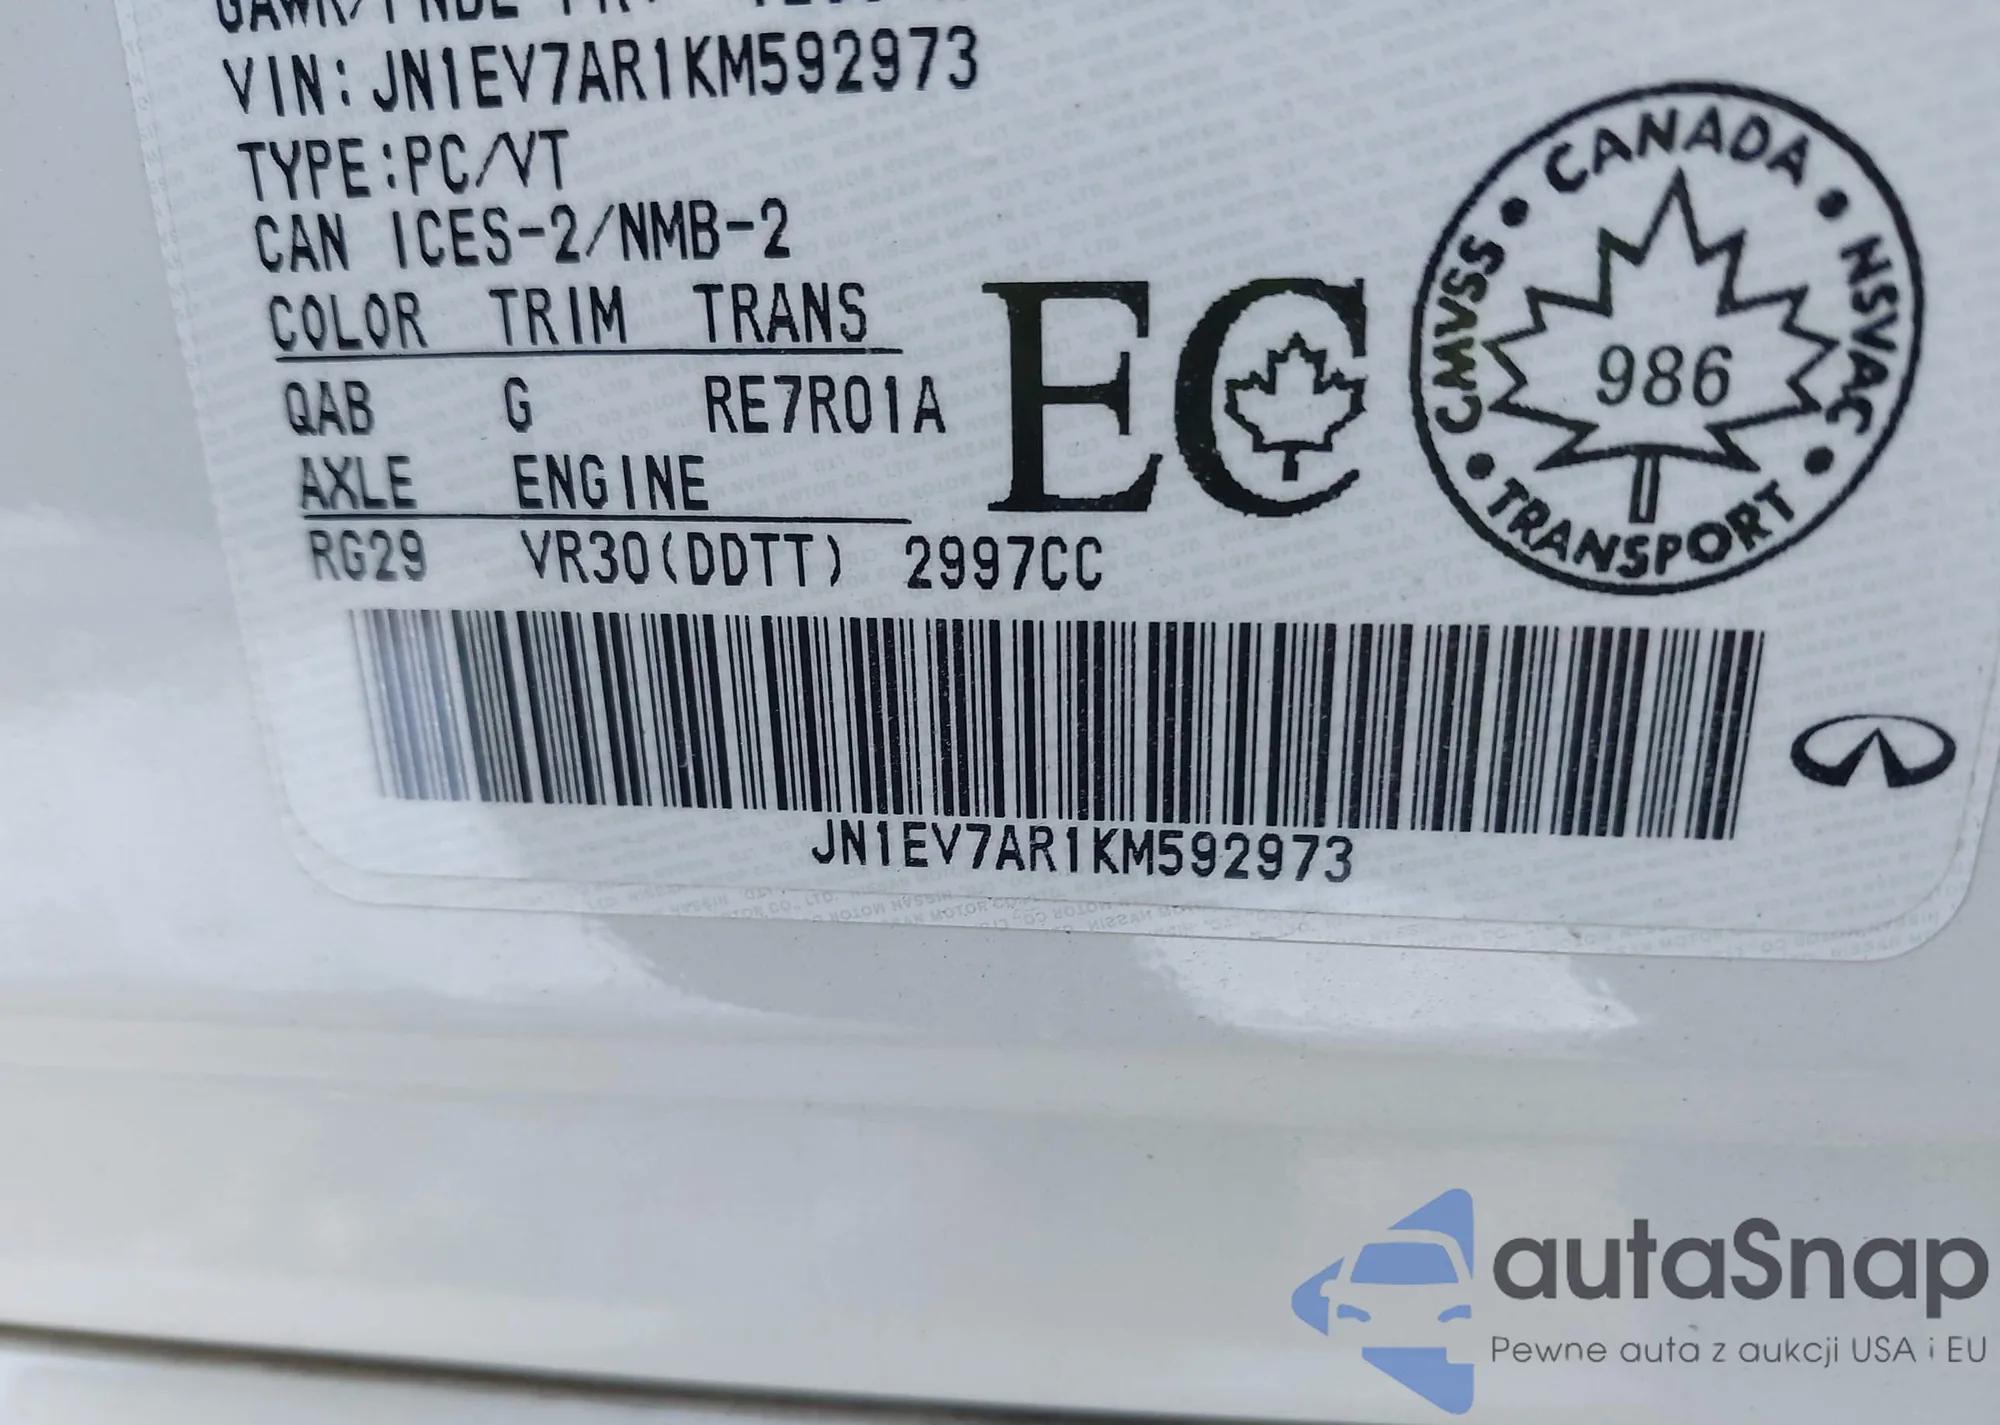 VIN: JN1EV7AR1KM592973
TYPE:PC/VT
CAN ICES-2/NMB-2
COLOR TRIM TRANS
QAB G RE7R01A
AXLE ENGINE
RG29 VR30(DDTT) 2997CC
EC
CANADA
CMVSS
NSVAC
986
TRANSPORT
JN1EV7AR1KM592973
autaSnap
Pewne auta z aukcji USA i EU